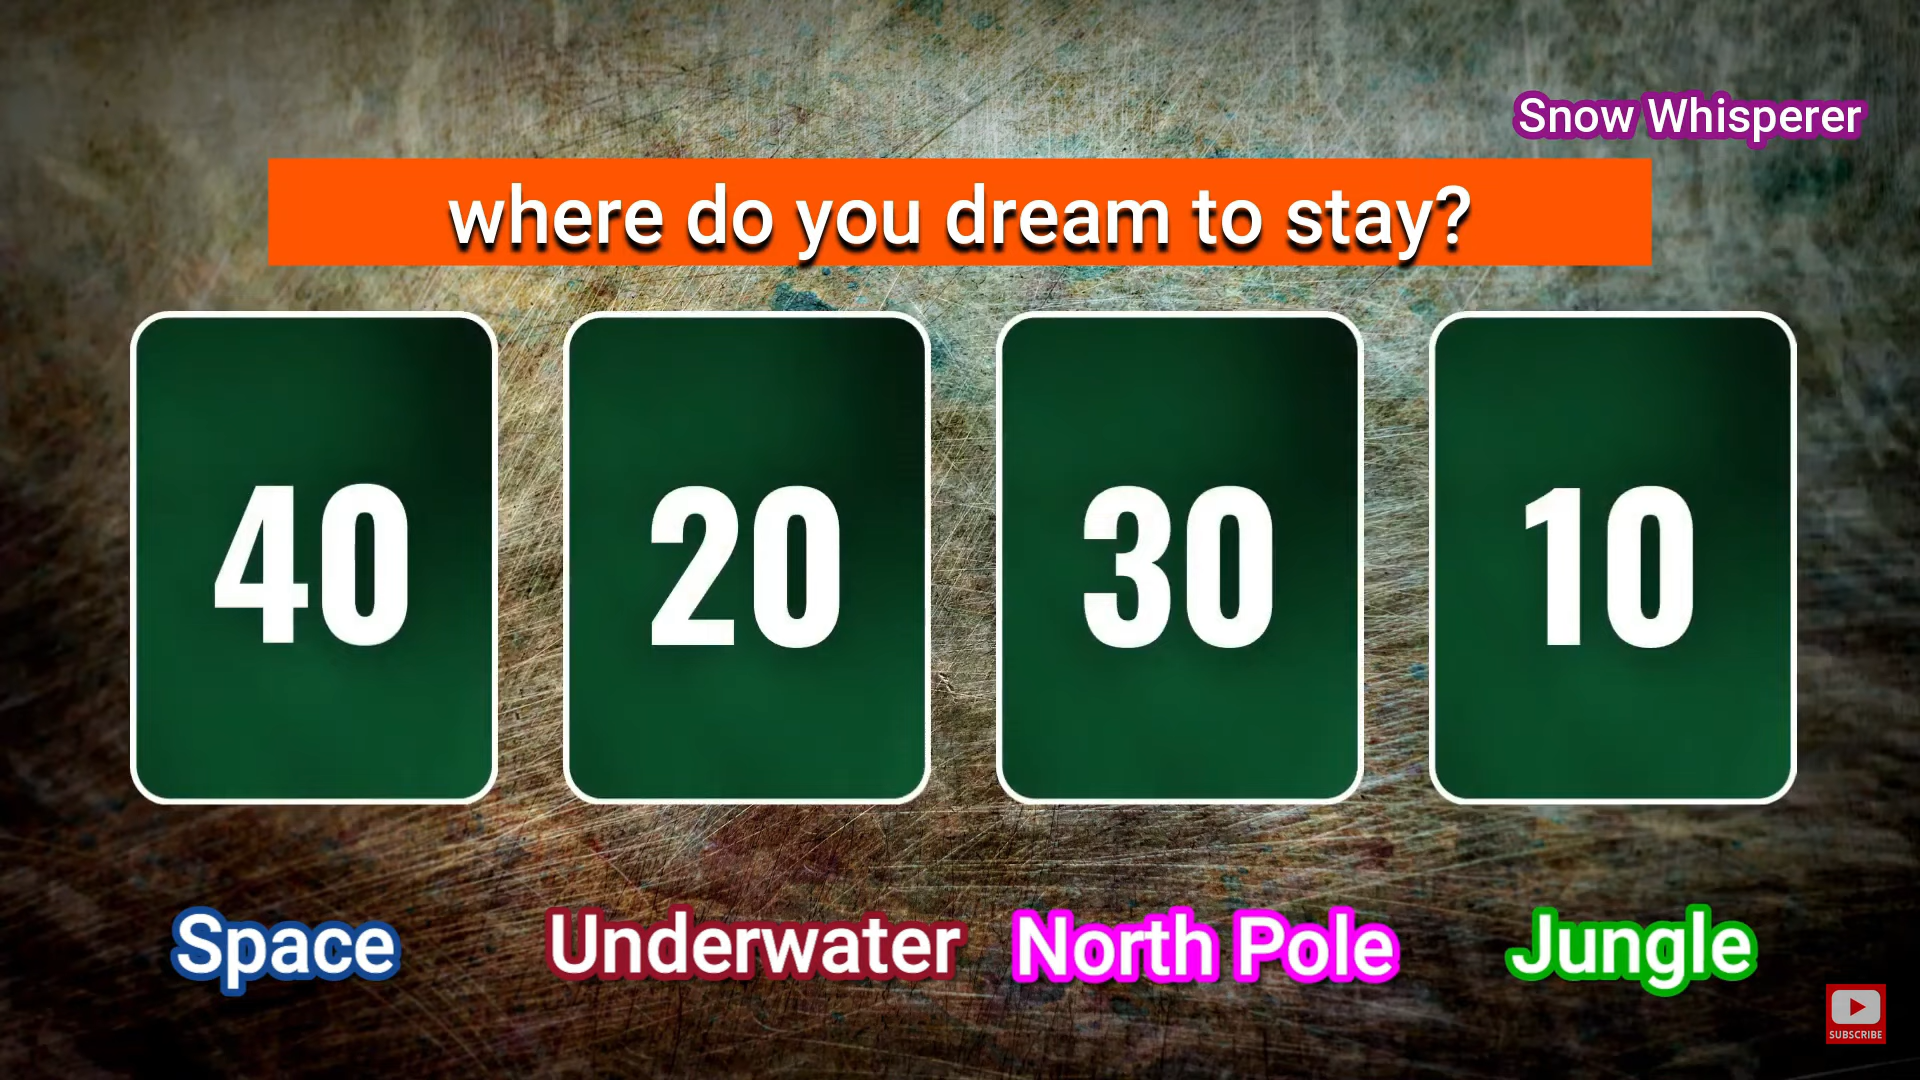 Snow Whisperer
where do you dream to stay?
40 20 30 10
Space Underwater North Pole Jungle
SUBSCRIBE